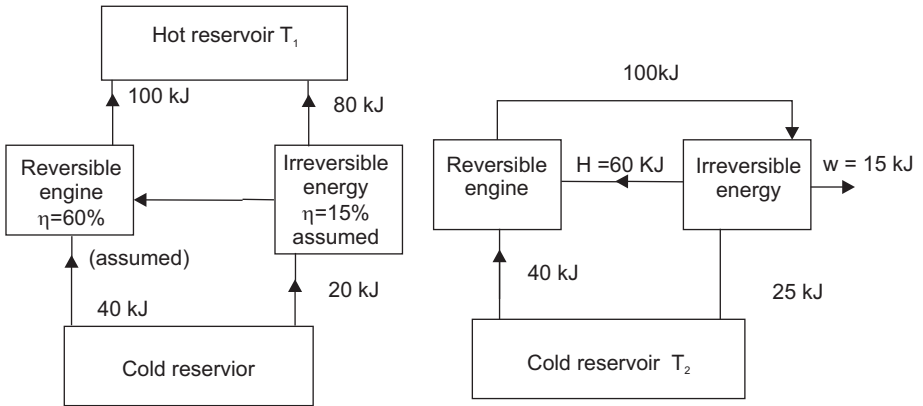 Hot reservoir T₁
100 kJ
80 kJ
Reversible
engine
η=60%
Irreversible
energy
η=15%
assumed
(assumed)
40 kJ
20 kJ
Cold reservior
100kJ
Reversible
engine
H =60 KJ
Irreversible
energy
w = 15 kJ
40 kJ
25 kJ
Cold reservoir T₂